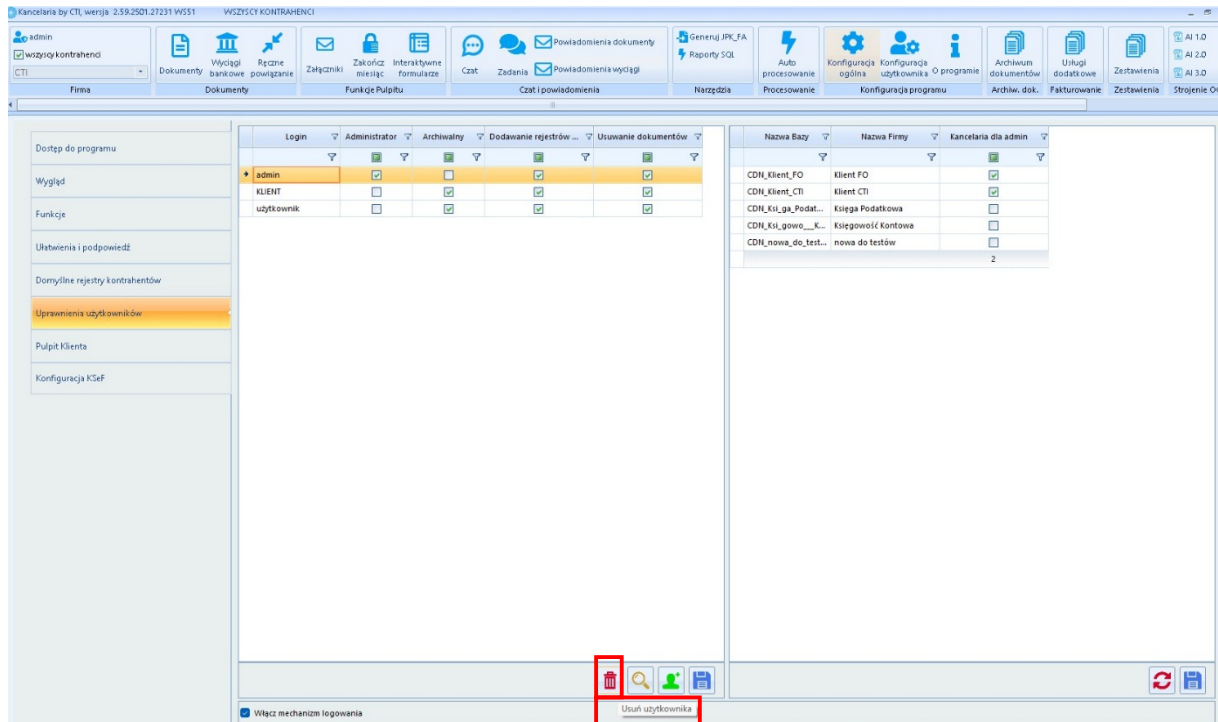 Kancelaria by CTI, wersja 2.59.2501.27231 WS51 WSZYSCY KONTRAHENCI
admin
wszyscy kontrahenci
CTI
Firma
Dokumenty
Wyciągi bankowe
Ręczne powiązanie
Dokumenty
Załączniki
Zakończ miesiąc
Interaktywne formularze
Funkcje Pulpitu
Czat
Zadania
Powiadomienia dokumenty
Powiadomienia wyciągi
Czat i powiadomienia
Generuj JPK_FA
Raporty SQL
Narzędzia
Auto procesowanie
Procesowanie
Konfiguracja ogólna
Konfiguracja użytkownika
O programie
Konfiguracja programu
Archiwum dokumentów
Archiw. dok.
Usługi dodatkowe
Fakturowanie
Zestawienia
Zestawienia
AI 1.0
AI 2.0
AI 3.0
Strojenie
Dostęp do programu
Wygląd
Funkcje
Ułatwienia i podpowiedź
Domyślne rejestry kontrahentów
Uprawnienia użytkowników
Pulpit Klienta
Konfiguracja KSeF
Login Administrator Archiwalny Dodawanie rejestrów ... Usuwanie dokumentów
admin
KLIENT
użytkownik
Nazwa Bazy Nazwa Firmy Kancelaria dla admin
CDN_Klient_FO Klient FO
CDN_Klient_CTI Klient CTI
CDN_Ksi_ga_Podat... Księga Podatkowa
CDN_Ksi_gowo___K... Księgowość Kontowa
CDN_nowa_do_test... nowa do testów
2
Włącz mechanizm logowania
Usuń użytkownika